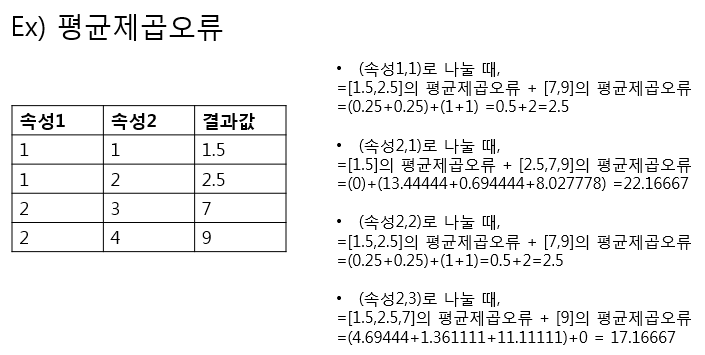 Ex) 평균제곱오류
속성1 속성2 결과값
1 1 1.5
1 2 2.5
2 3 7
2 4 9
• (속성1,1)로 나눌 때,
=[1.5,2.5]의 평균제곱오류 + [7,9]의 평균제곱오류
=(0.25+0.25)+(1+1) =0.5+2=2.5
• (속성2,1)로 나눌 때,
=[1.5]의 평균제곱오류 + [2.5,7,9]의 평균제곱오류
=(0)+(13.44444+0.694444+8.027778) =22.16667
• (속성2,2)로 나눌 때,
=[1.5,2.5]의 평균제곱오류 + [7,9]의 평균제곱오류
=(0.25+0.25)+(1+1)=0.5+2=2.5
• (속성2,3)로 나눌 때,
=[1.5,2.5,7]의 평균제곱오류 + [9]의 평균제곱오류
=(4.69444+1.361111+11.11111)+0 = 17.16667